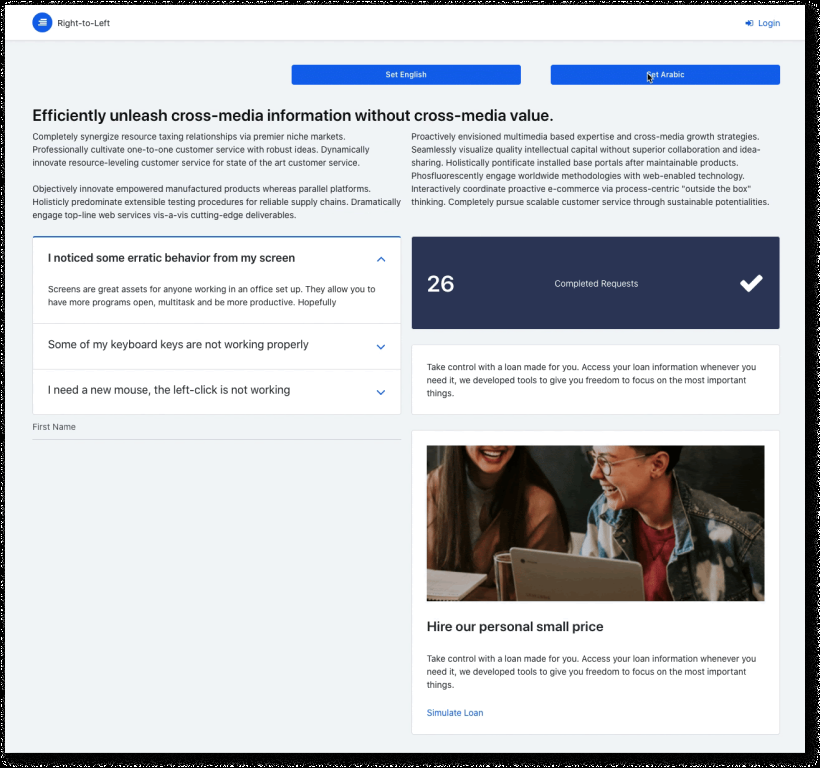 Right-to-Left
Login
Set English
Set Arabic
Efficiently unleash cross-media information without cross-media value.
Completely synergize resource taxing relationships via premier niche markets.
Professionally cultivate one-to-one customer service with robust ideas. Dynamically
innovate resource-leveling customer service for state of the art customer service.
Objectively innovate empowered manufactured products whereas parallel platforms.
Holisticly predominate extensible testing procedures for reliable supply chains. Dramatically
engage top-line web services vis-a-vis cutting-edge deliverables.
Proactively envisioned multimedia based expertise and cross-media growth strategies.
Seamlessly visualize quality intellectual capital without superior collaboration and idea-
sharing. Holistically pontificate installed base portals after maintainable products.
Phosfluorescently engage worldwide methodologies with web-enabled technology.
Interactively coordinate proactive e-commerce via process-centric "outside the box"
thinking. Completely pursue scalable customer service through sustainable potentialities.
I noticed some erratic behavior from my screen
Screens are great assets for anyone working in an office set up. They allow you to
have more programs open, multitask and be more productive. Hopefully
Some of my keyboard keys are not working properly
I need a new mouse, the left-click is not working
First Name
26
Completed Requests
Take control with a loan made for you. Access your loan information whenever you
need it, we developed tools to give you freedom to focus on the most important
things.
Hire our personal small price
Take control with a loan made for you. Access your loan information whenever you
need it, we developed tools to give you freedom to focus on the most important
things.
Simulate Loan